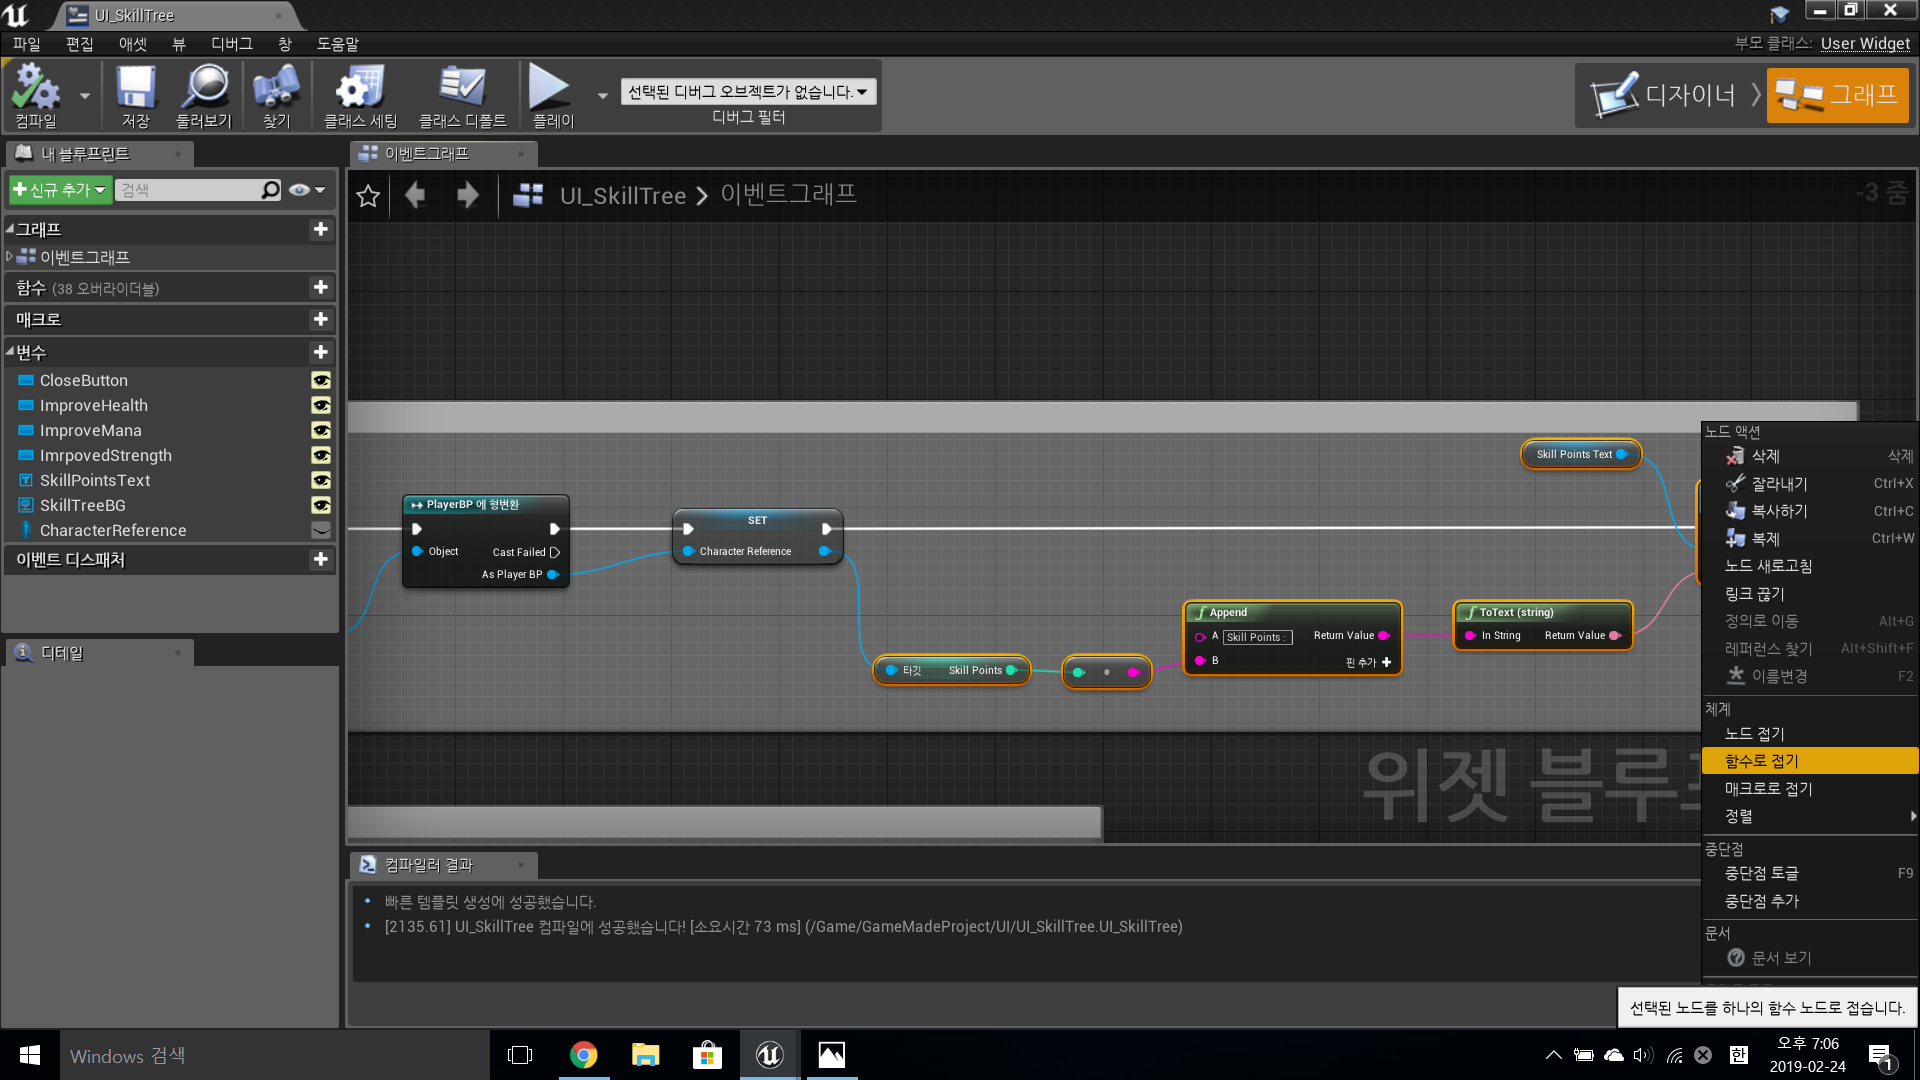 UI_SkillTree
파일 편집 애셋 뷰 디버그 창 도움말
부모 클래스: User Widget
컴파일 저장 둘러보기 찾기 클래스 세팅 클래스 디폴트 플레이
선택된 디버그 오브젝트가 없습니다.
디버그 필터
디자이너
그래프
내 블루프린트
신규 추가
검색
그래프
이벤트그래프
함수 (38 오버라이더블)
매크로
변수
CloseButton
ImproveHealth
ImproveMana
ImrpovedStrength
SkillPointsText
SkillTreeBG
CharacterReference
이벤트 디스패처
디테일
이벤트그래프
UI_SkillTree
이벤트그래프
-3 줌
PlayerBP 에 형변환
Object
Cast Failed
As Player BP
SET
Character Reference
타깃 Skill Points
Append
A Skill Points :
B
Return Value
핀 추가
ToText (string)
In String Return Value
Skill Points Text
위젯 블루
노드 액션
삭제 삭제
잘라내기 Ctrl+X
복사하기 Ctrl+C
복제 Ctrl+W
노드 새로고침
링크 끊기
정의로 이동 Alt+G
레퍼런스 찾기 Alt+Shift+F
이름변경 F2
체계
노드 접기
함수로 접기
매크로로 접기
정렬
중단점
중단점 토글 F9
중단점 추가
문서
문서 보기
선택된 노드를 하나의 함수 노드로 접습니다.
컴파일러 결과
빠른 템플릿 생성에 성공했습니다.
[2135.61] UI_SkillTree 컴파일에 성공했습니다! [소요시간 73 ms] (/Game/GameMadeProject/UI/UI_SkillTree.UI_SkillTree)
Windows 검색
한
오후 7:06
2019-02-24
1